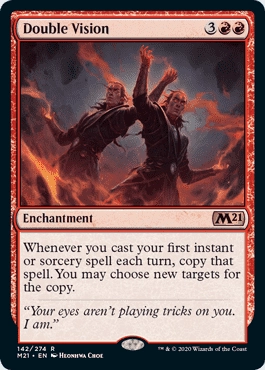 Double Vision 3
Enchantment M21
Whenever you cast your first instant
or sorcery spell each turn, copy that
spell. You may choose new targets for
the copy.
“Your eyes aren’t playing tricks on you.
I am.”
142/274 R
M21 • EN HEONHWA CHOE ™ & © 2020 Wizards of the Coast